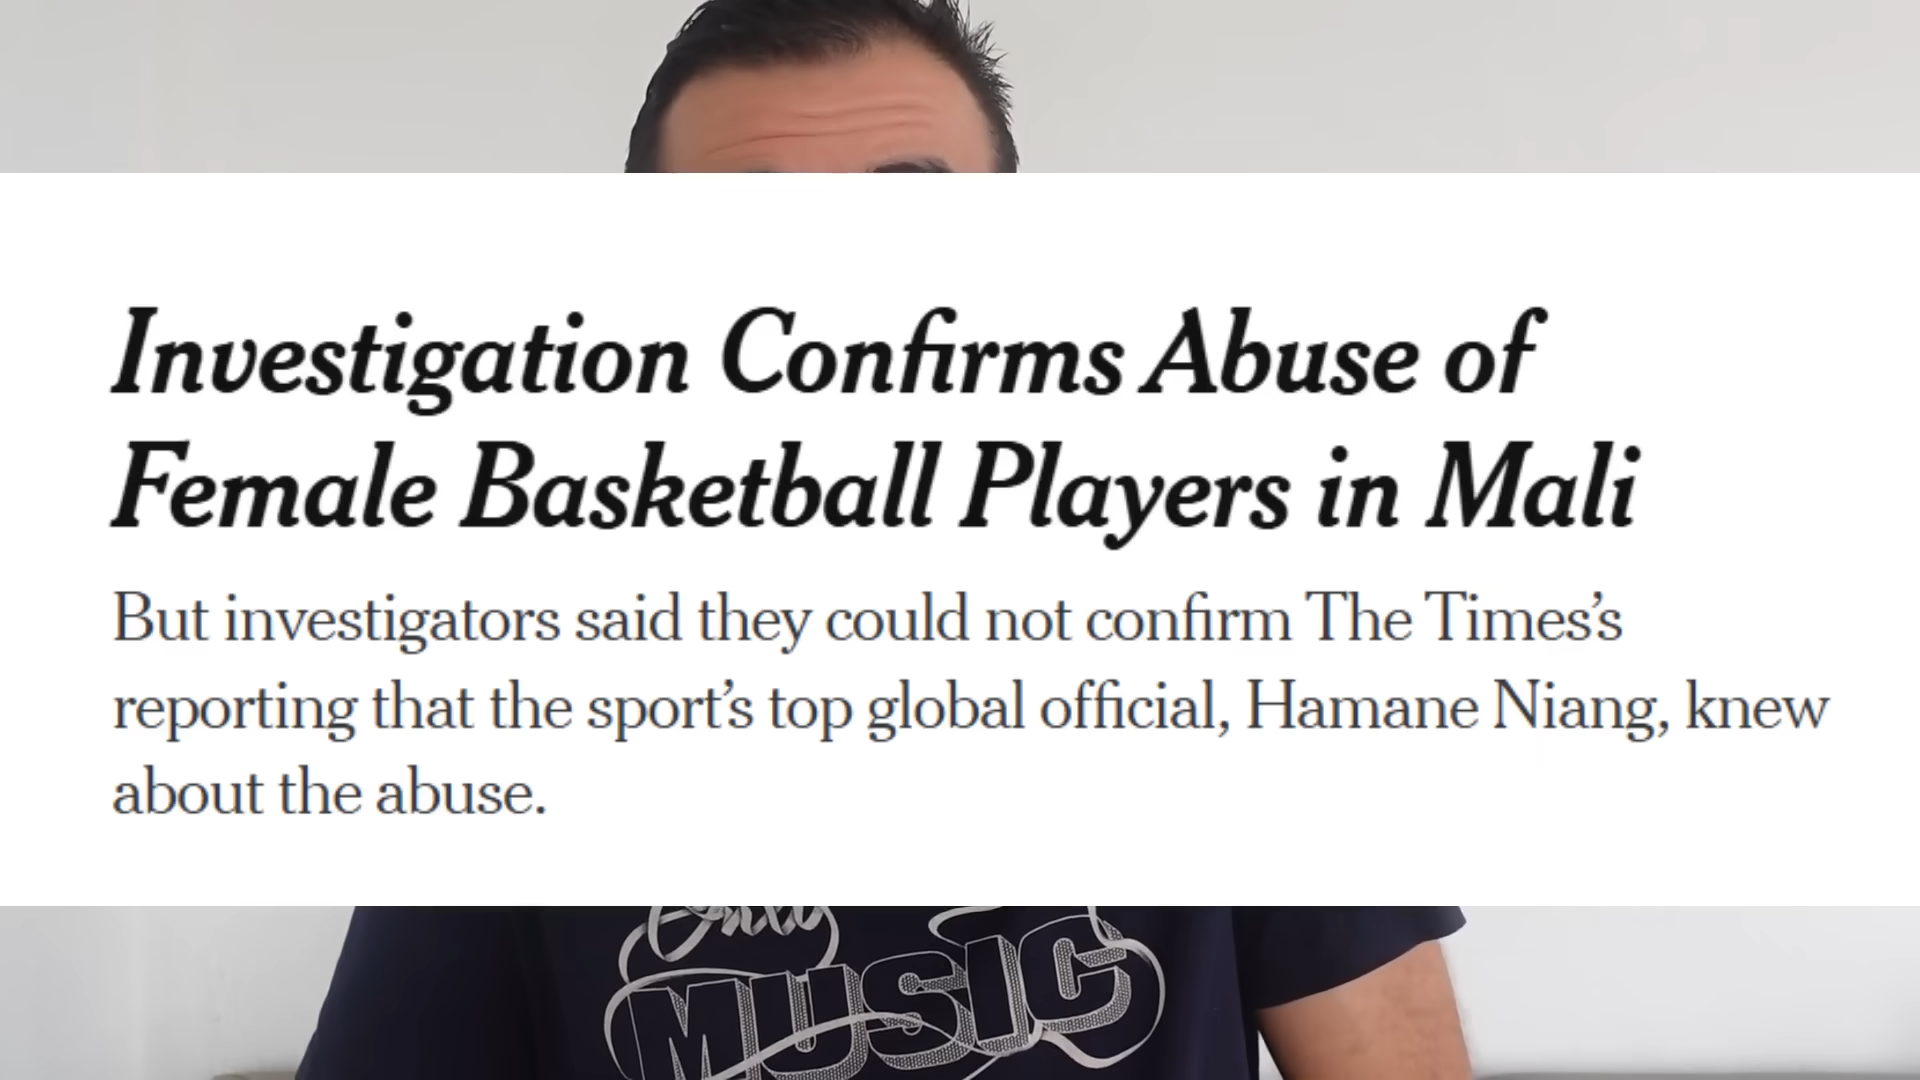 Investigation Confirms Abuse of
Female Basketball Players in Mali
But investigators said they could not confirm The Times's
reporting that the sport's top global official, Hamane Niang, knew
about the abuse.
Only
MUSIC